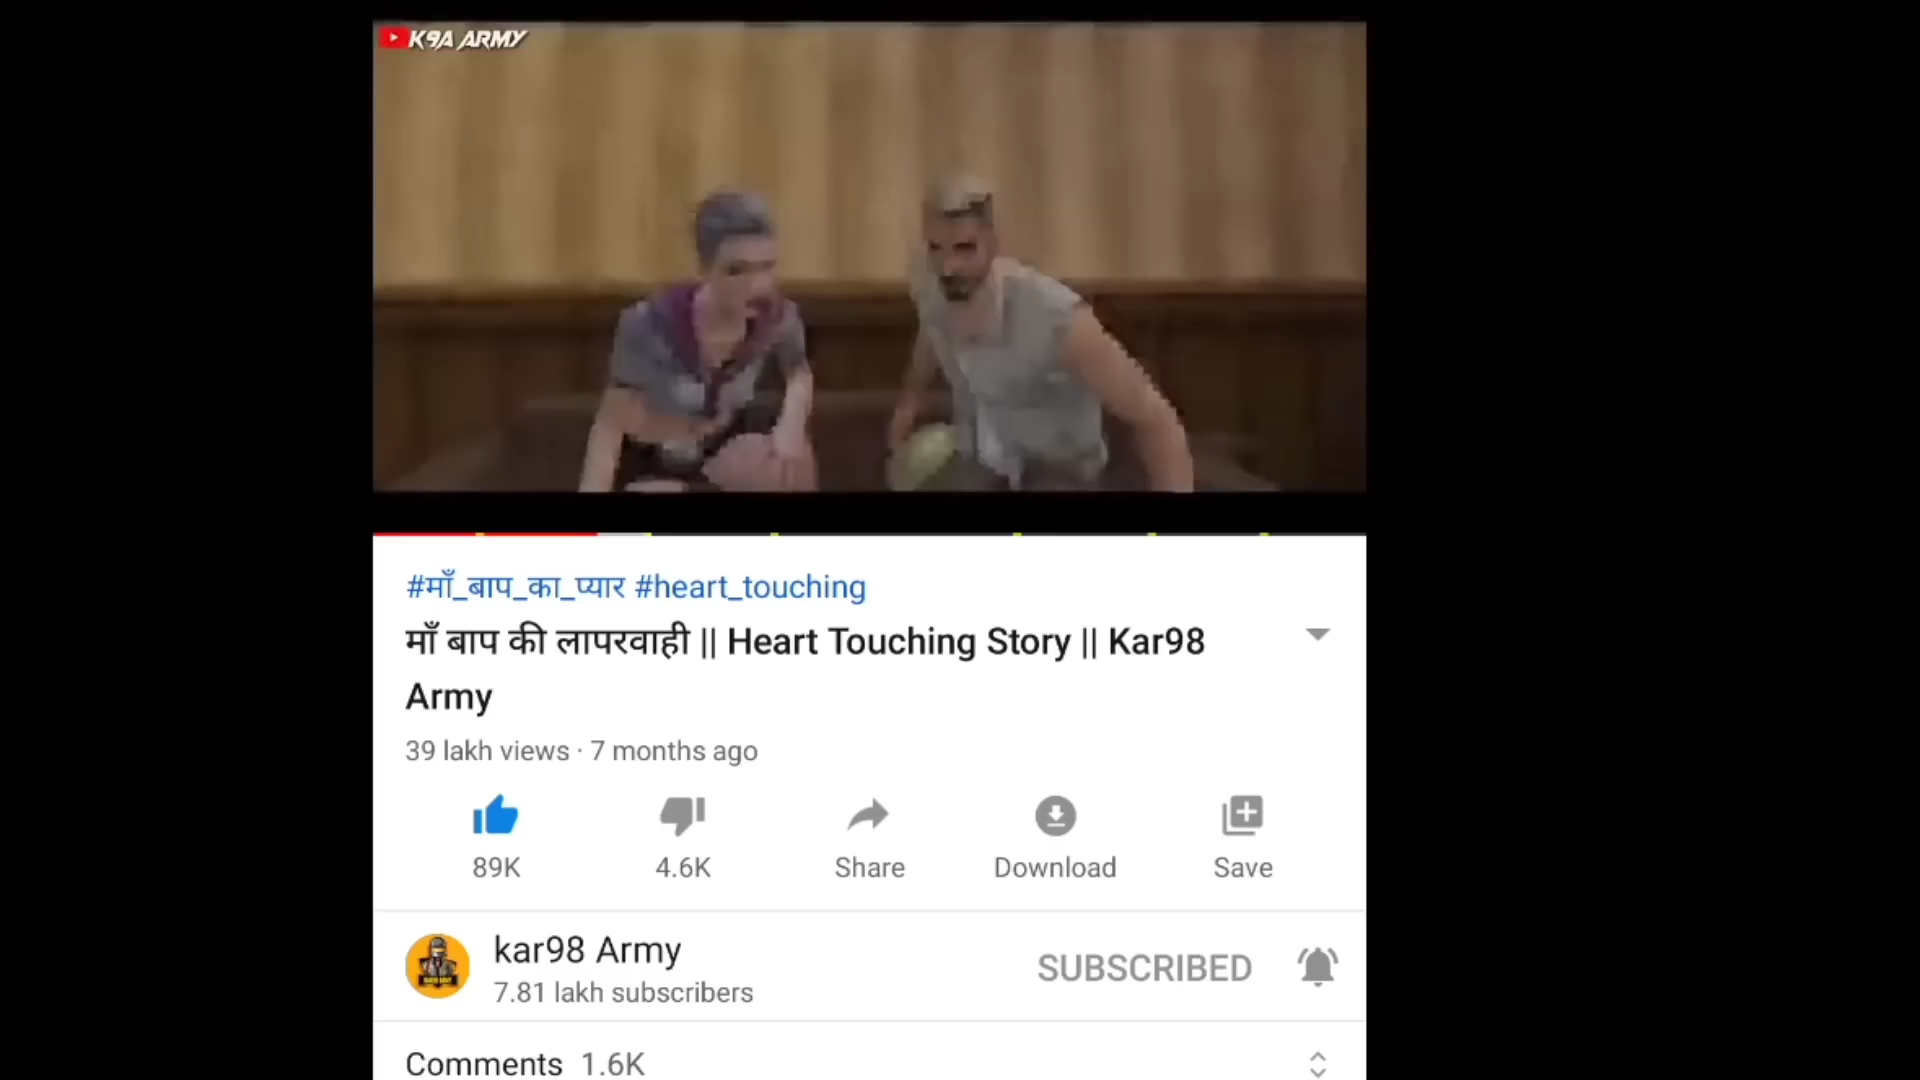 K9A ARMY
#माँ_बाप_का_प्यार #heart_touching
माँ बाप की लापरवाही || Heart Touching Story || Kar98
Army
39 lakh views · 7 months ago
89K 4.6K Share Download Save
kar98 Army
SUBSCRIBED
7.81 lakh subscribers
Comments 1.6K